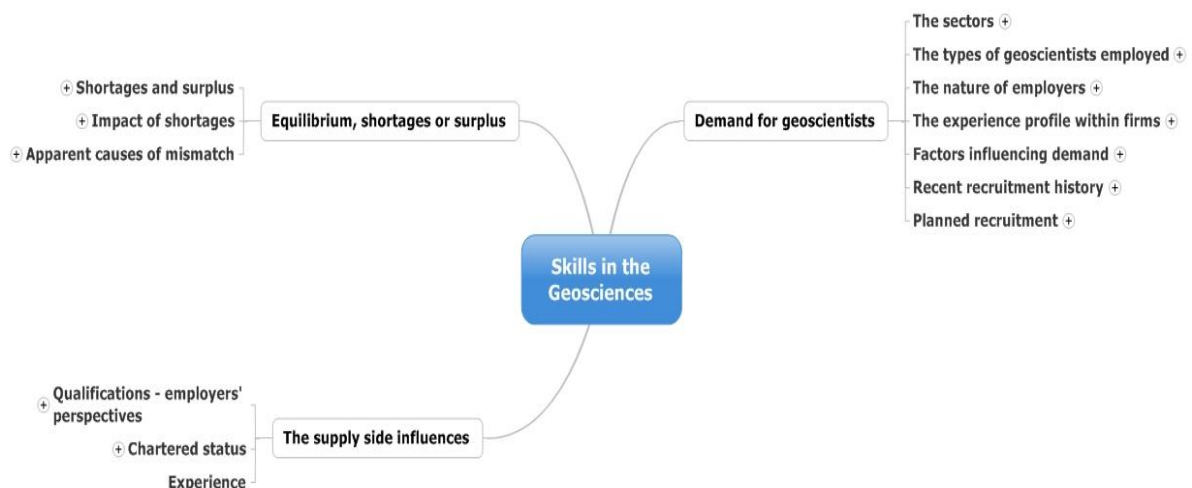 Skills in the
Geosciences
Demand for geoscientists
The sectors
The types of geoscientists employed
The nature of employers
The experience profile within firms
Factors influencing demand
Recent recruitment history
Planned recruitment
Equilibrium, shortages or surplus
Shortages and surplus
Impact of shortages
Apparent causes of mismatch
The supply side influences
Qualifications - employers'
perspectives
Chartered status
Experience